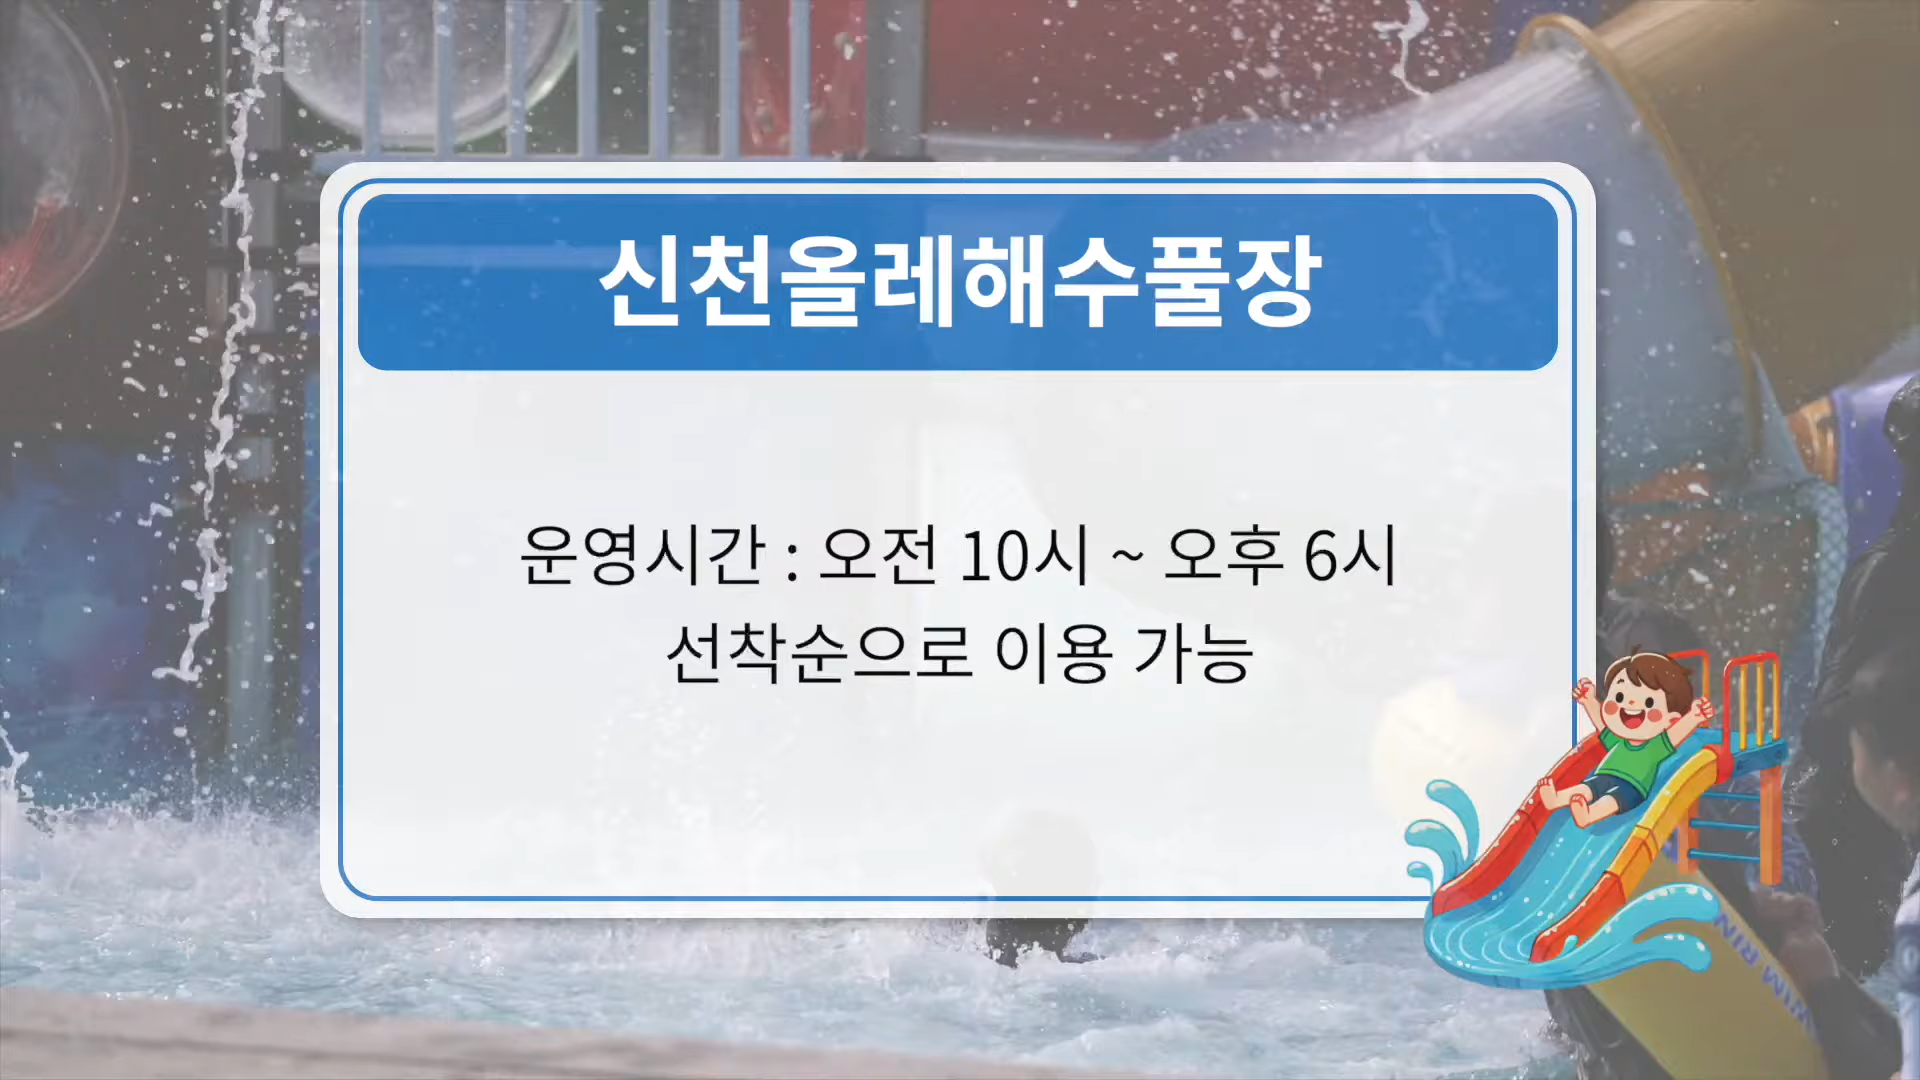 신천올레해수풀장
운영시간 : 오전 10시 ~ 오후 6시
선착순으로 이용 가능